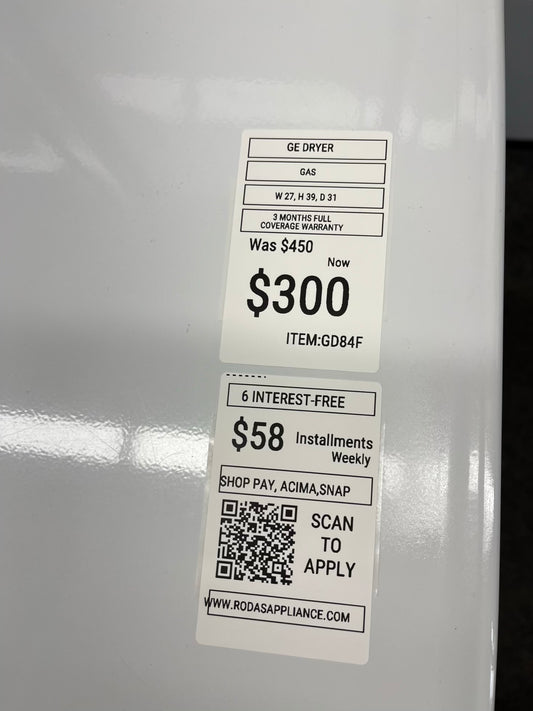 GE DRYER
GAS
W 27, H 39, D 31
3 MONTHS FULL
COVERAGE WARRANTY
Was $450
Now
$300
ITEM:GD84F
6 INTEREST-FREE
$58 Installments
Weekly
SHOP PAY, ACIMA,SNAP
SCAN
TO
APPLY
WWW.RODASAPPLIANCE.COM